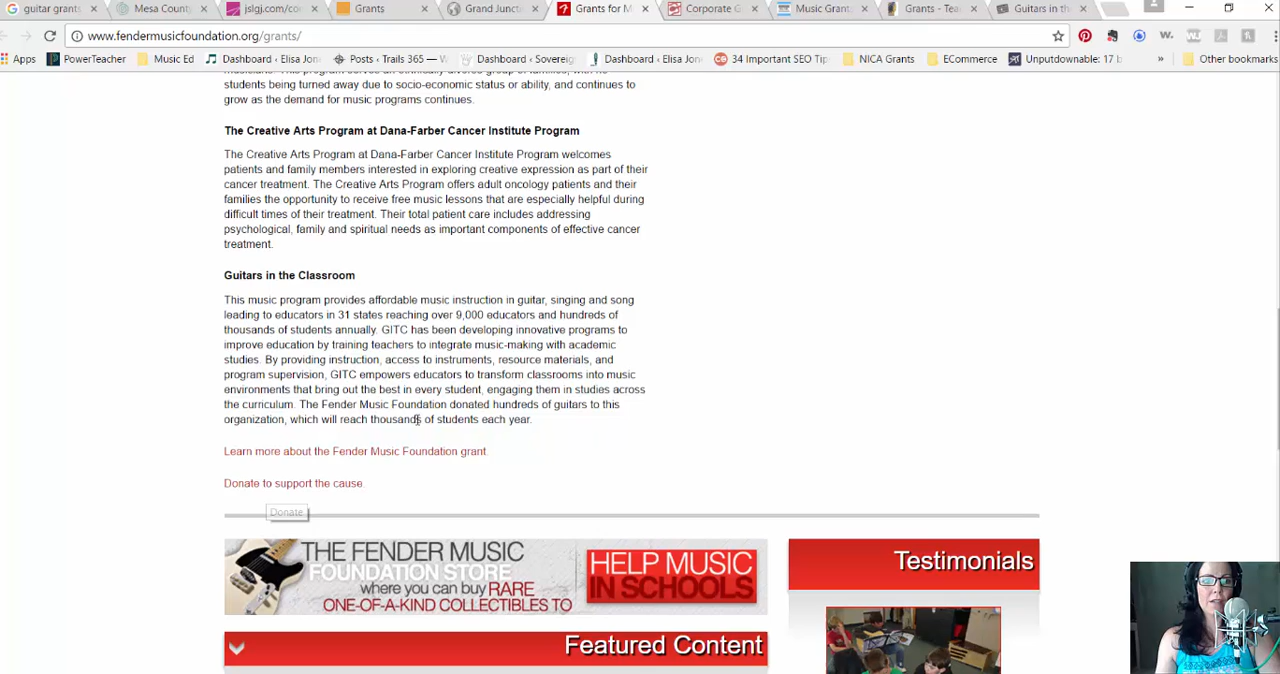 guitar grants
Mesa Count
jslgj.com/co
Grants
Grand Junct
Grants for M
Corporate G
Music Grant
Grants - Tea
Guitars in th
www.fendermusicfoundation.org/grants/
Apps
PowerTeacher
Music Ed
Dashboard ‹ Elisa Jon
Posts ‹ Trails 365 — W
Dashboard ‹ Sovereig
Dashboard ‹ Elisa Jone
34 Important SEO Tip
NICA Grants
ECommerce
Unputdownable: 17 b
»
Other bookmarks
students being turned away due to socio-economic status or ability, and continues to
grow as the demand for music programs continues.
The Creative Arts Program at Dana-Farber Cancer Institute Program
The Creative Arts Program at Dana-Farber Cancer Institute Program welcomes
patients and family members interested in exploring creative expression as part of their
cancer treatment. The Creative Arts Program offers adult oncology patients and their
families the opportunity to receive free music lessons that are especially helpful during
difficult times of their treatment. Their total patient care includes addressing
psychological, family and spiritual needs as important components of effective cancer
treatment.
Guitars in the Classroom
This music program provides affordable music instruction in guitar, singing and song
leading to educators in 31 states reaching over 9,000 educators and hundreds of
thousands of students annually. GITC has been developing innovative programs to
improve education by training teachers to integrate music-making with academic
studies. By providing instruction, access to instruments, resource materials, and
program supervision, GITC empowers educators to transform classrooms into music
environments that bring out the best in every student, engaging them in studies across
the curriculum. The Fender Music Foundation donated hundreds of guitars to this
organization, which will reach thousands of students each year.
Learn more about the Fender Music Foundation grant.
Donate to support the cause.
Donate
THE FENDER MUSIC
FOUNDATION STORE
where you can buy RARE
ONE-OF-A-KIND COLLECTIBLES TO
HELP MUSIC
IN SCHOOLS
Testimonials
Featured Content